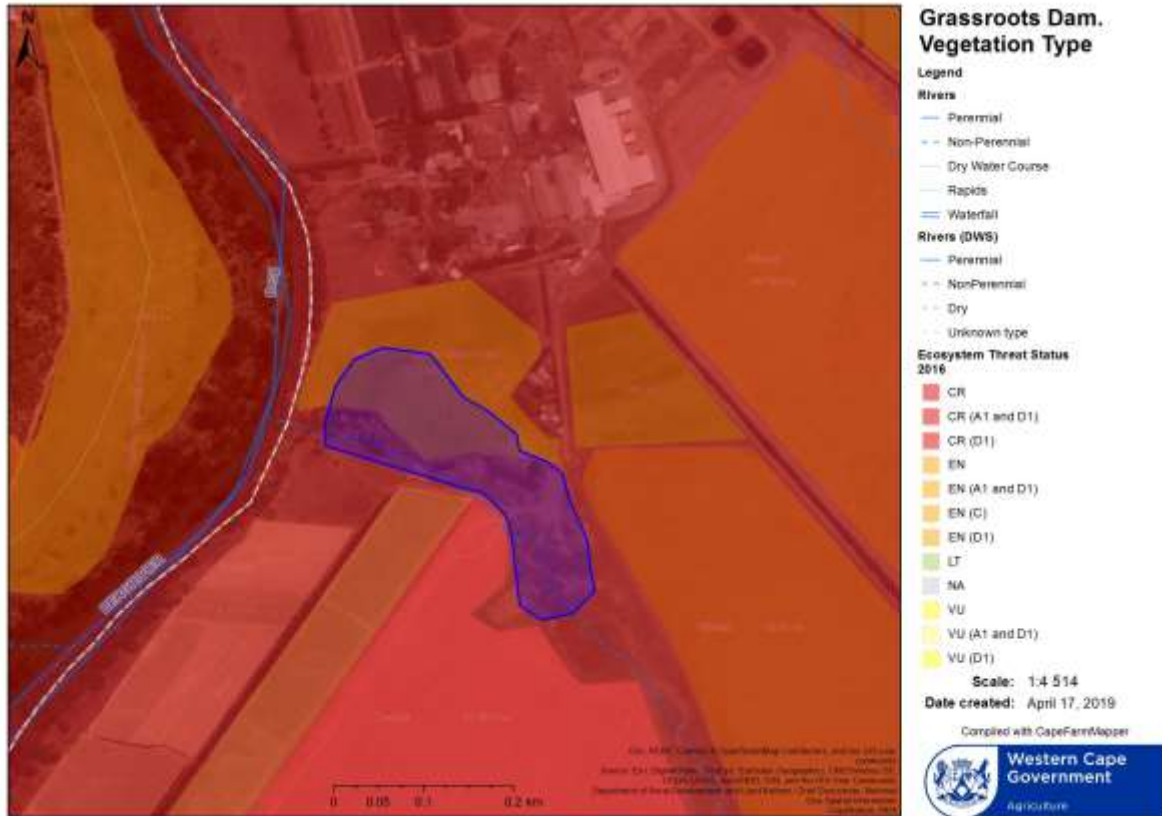 N
Grassroots Dam.
Vegetation Type
Legend
Rivers
Perennial
Non-Perennial
Dry Water Course
Rapids
Waterfall
Rivers (DWS)
Perennial
NonPerennial
Dry
Unknown type
Ecosystem Threat Status
2016
CR
CR (A1 and D1)
CR (D1)
EN
EN (A1 and D1)
EN (C)
EN (D1)
LT
NA
VU
VU (A1 and D1)
VU (D1)
Scale: 1:4 514
Date created: April 17, 2019
Compiled with CapeFarmMapper
Western Cape
Government
Agriculture
0 0.05 0.1 0.2 km